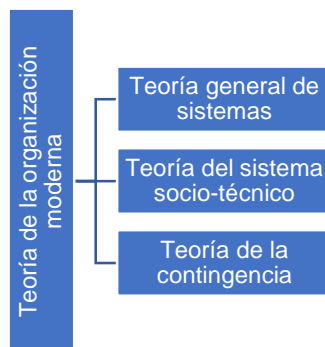 Teoría de la organización
moderna
Teoría general de
sistemas
Teoría del sistema
socio-técnico
Teoría de la
contingencia